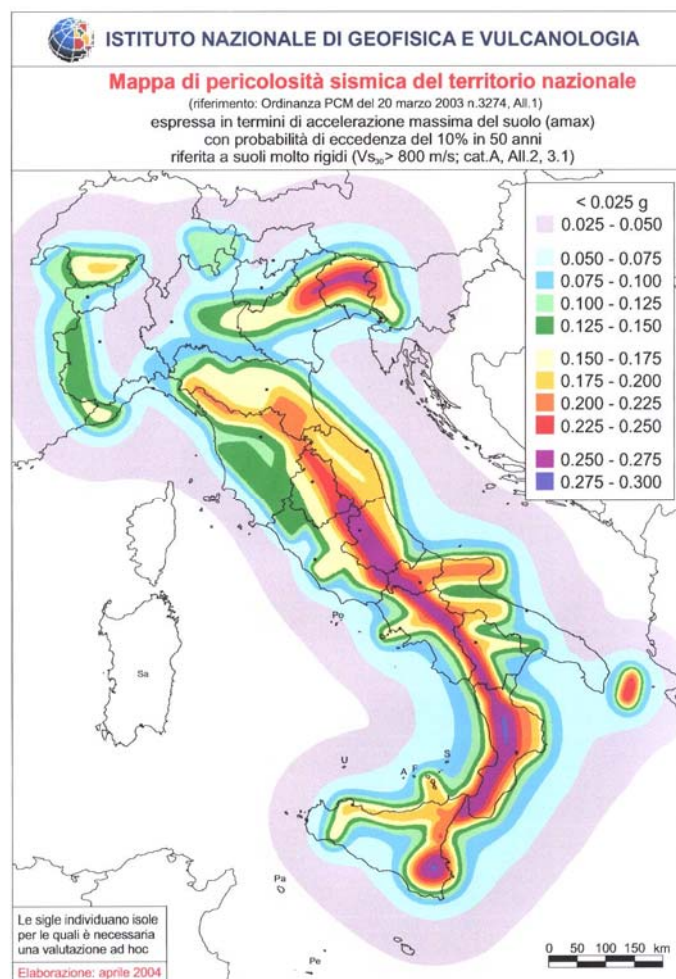 ISTITUTO NAZIONALE DI GEOFISICA E VULCANOLOGIA
Mappa di pericolosità sismica del territorio nazionale
(riferimento: Ordinanza PCM del 20 marzo 2003 n.3274, All.1)
espressa in termini di accelerazione massima del suolo (amax)
con probabilità di eccedenza del 10% in 50 anni
riferita a suoli molto rigidi (Vs₃₀> 800 m/s; cat.A, All.2, 3.1)
< 0.025 g
0.025 - 0.050
0.050 - 0.075
0.075 - 0.100
0.100 - 0.125
0.125 - 0.150
0.150 - 0.175
0.175 - 0.200
0.200 - 0.225
0.225 - 0.250
0.250 - 0.275
0.275 - 0.300
Po
Sa
U
A
F
S
Pa
Pe
Le sigle individuano isole
per le quali è necessaria
una valutazione ad hoc
Elaborazione: aprile 2004
0 50 100 150 km